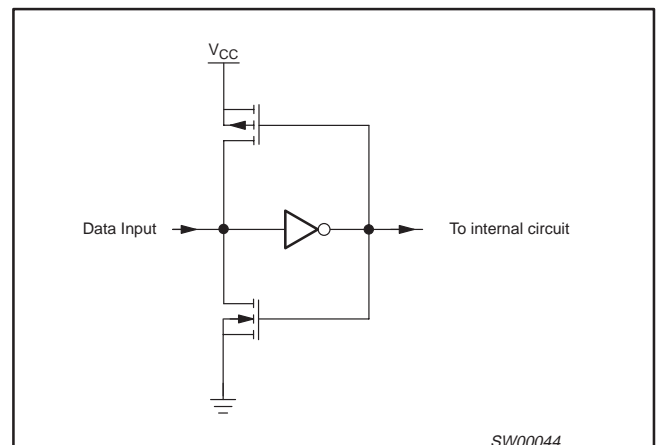 VCC
Data Input
To internal circuit
SW00044